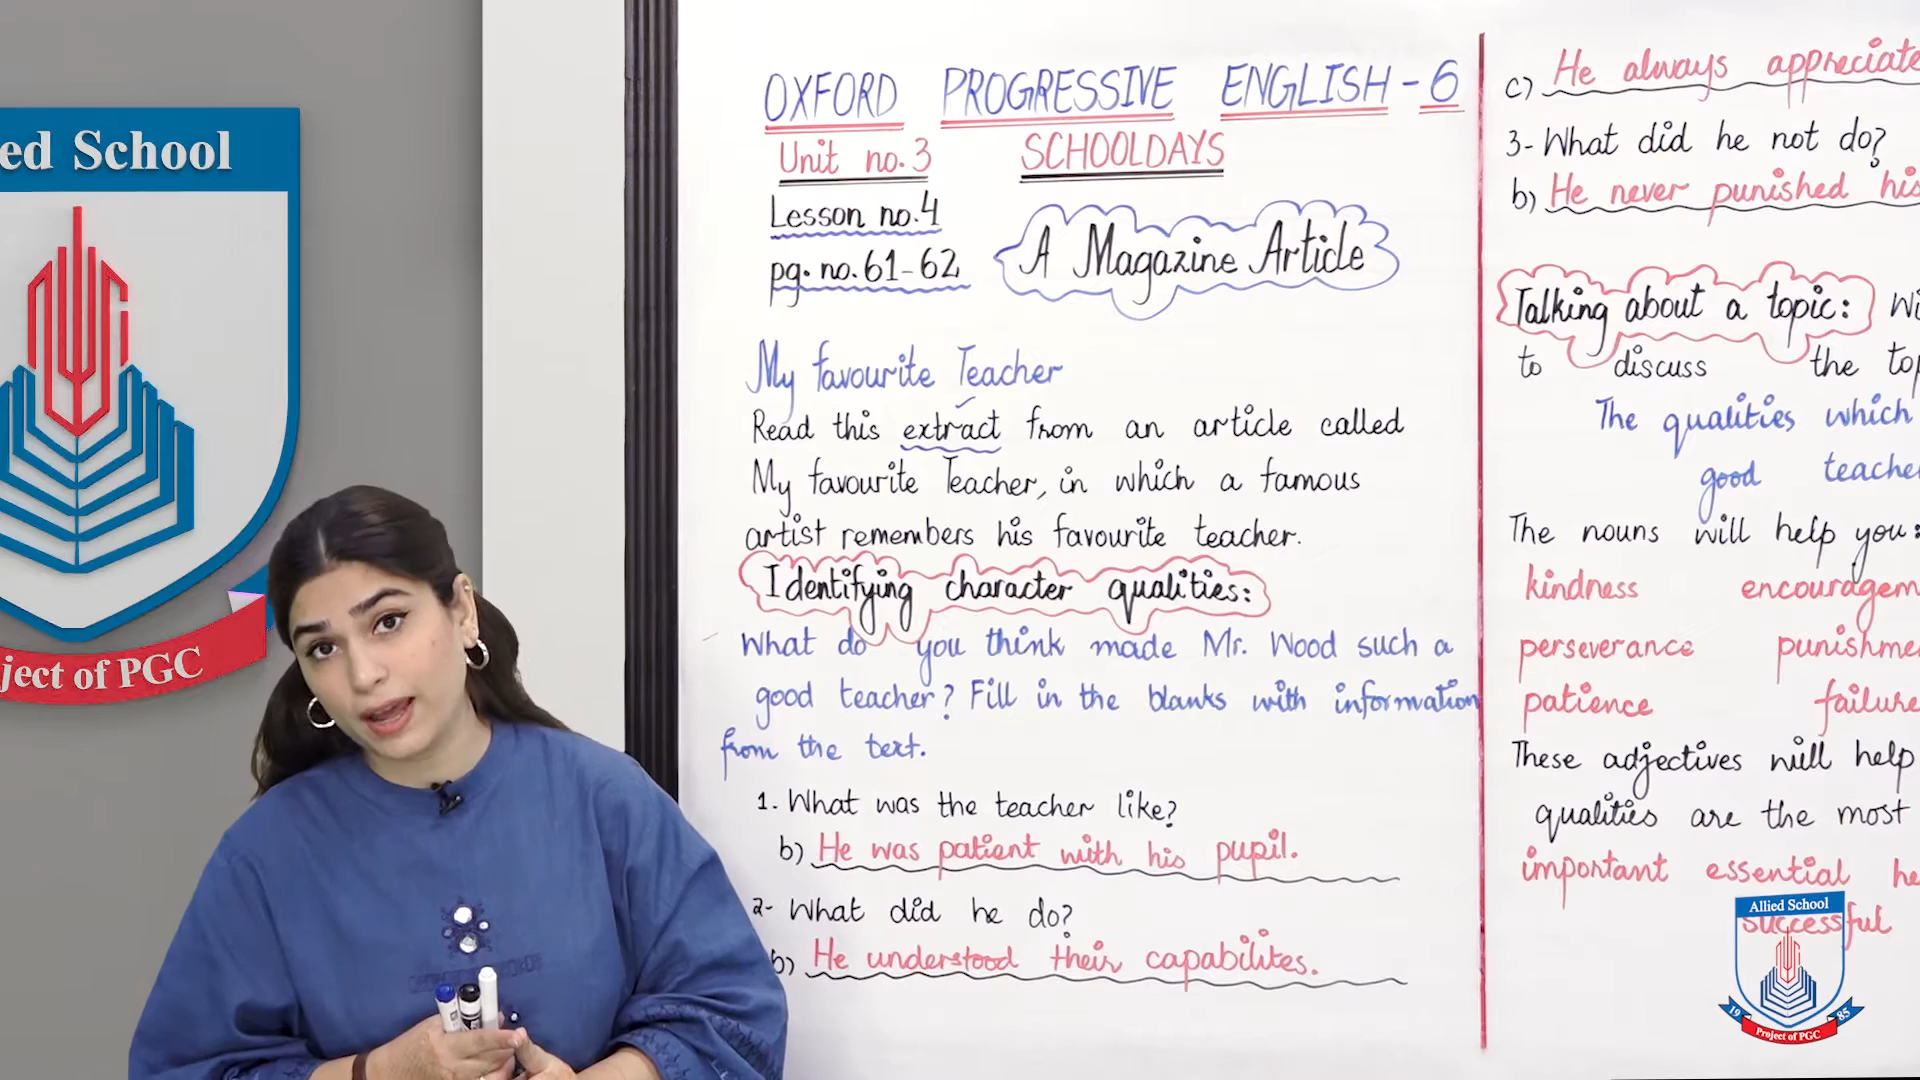 ed School
ject of PGC
OXFORD PROGRESSIVE ENGLISH - 6
Unit no.3 SCHOOLDAYS
Lesson no.4
pg. no. 61-62
A Magazine Article
My favourite Teacher
Read this extract from an article called
My favourite Teacher, in which a famous
artist remembers his favourite teacher.
Identifying character qualities:
What do you think made Mr. Wood such a
good teacher? Fill in the blanks with information
from the text.
1. What was the teacher like?
b) He was patient with his pupil.
2- What did he do?
b) He understood their capabilites.
c) He always appreciate
3- What did he not do?
b) He never punished his
Talking about a topic: Wi
to discuss the top
The qualities which
good teacher
The nouns will help you:
kindness encouragem
perseverance punishme
patience failure
These adjectives will help
qualities are the most
important essential he
successful
Allied School
19 85
Project of PGC